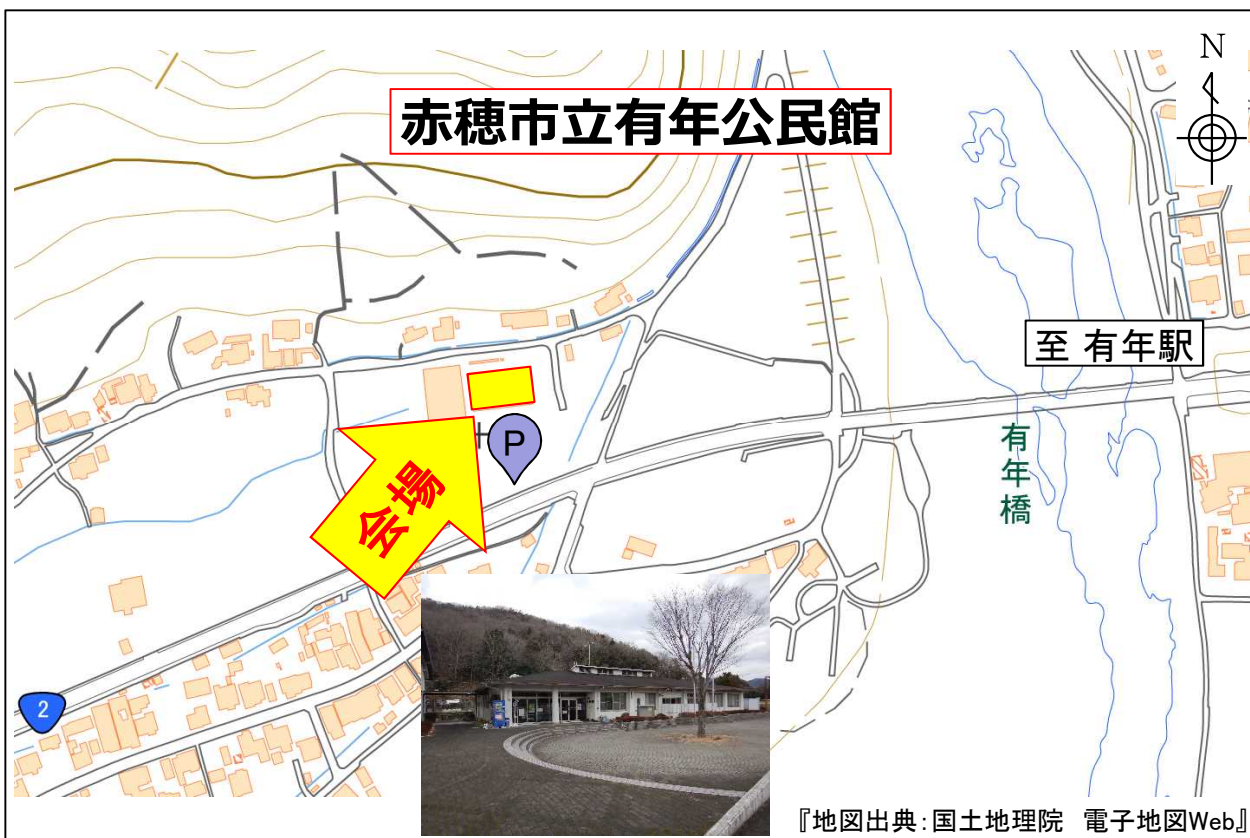 赤穂市立有年公民館
N
至 有年駅
P
有年橋
会場
2
『地図出典:国土地理院　電子地図Web』